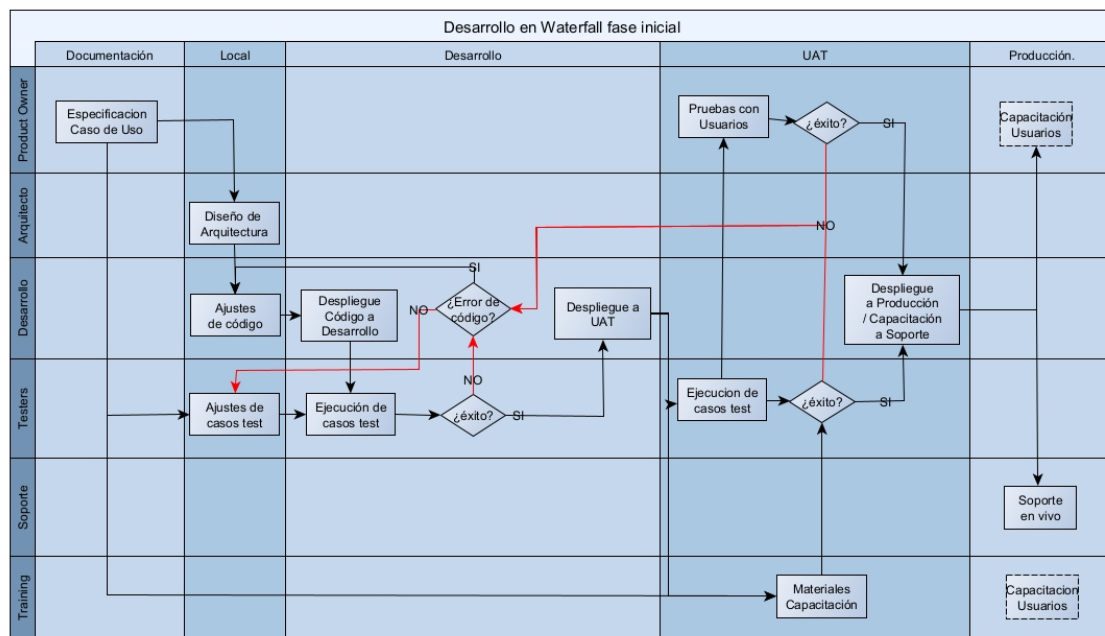 Desarrollo en Waterfall fase inicial
Documentación
Local
Desarrollo
UAT
Producción.
Product Owner
Especificacion
Caso de Uso
Pruebas con
Usuarios
¿éxito?
SI
Capacitación
Usuarios
Arquitecto
Diseño de
Arquitectura
NO
Desarrollo
Ajustes
de código
Despliegue
Código a
Desarrollo
SI
¿Error de
código?
NO
Despliegue a
UAT
Despliegue
a Producción
/ Capacitación
a Soporte
Testers
Ajustes de
casos test
Ejecución de
casos test
NO
¿éxito?
SI
Ejecucion de
casos test
¿éxito?
SI
Soporte
Soporte
en vivo
Training
Materiales
Capacitación
Capacitacion
Usuarios